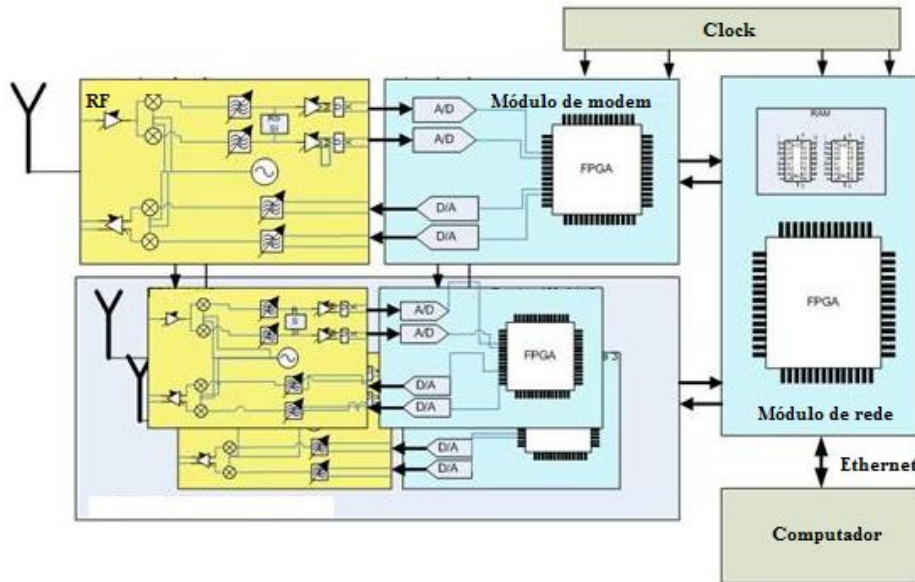 Clock
RF
Módulo de modem
RAM
A/D
A/D
FPGA
D/A
D/A
FPGA
A/D
A/D
FPGA
D/A
D/A
D/A
D/A
Módulo de rede
Ethernet
Computador